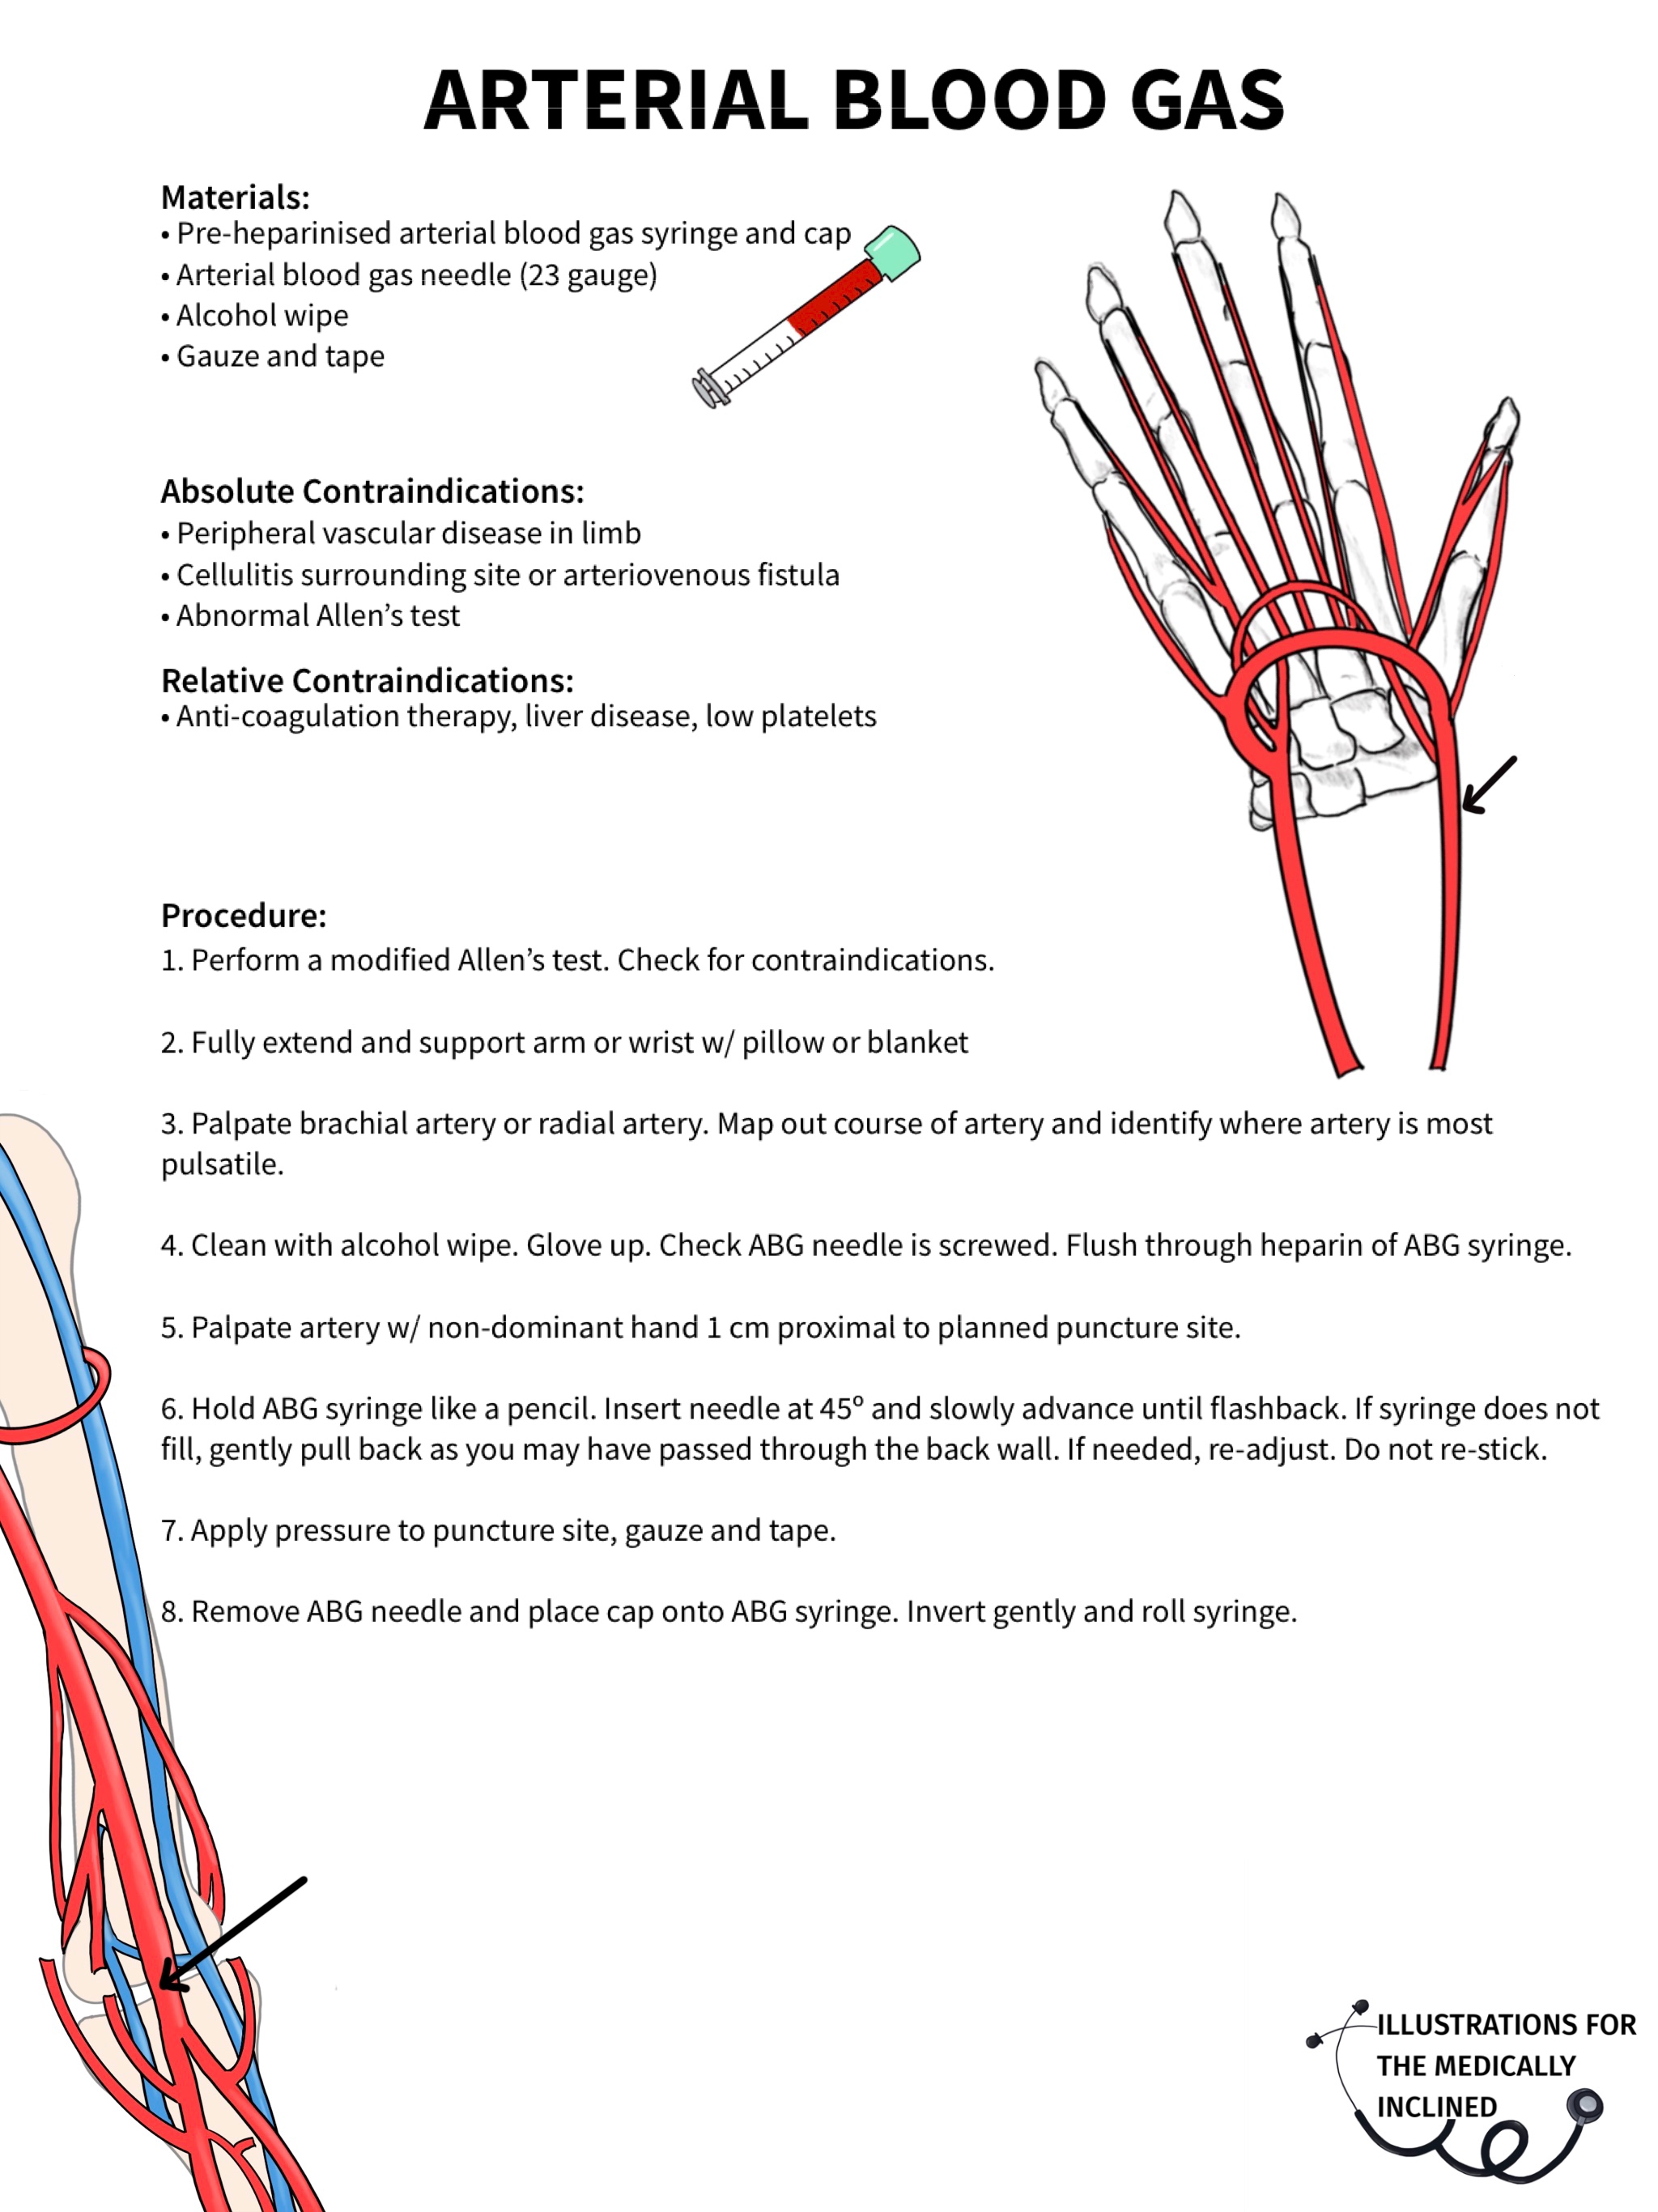 ARTERIAL BLOOD GAS
Materials:
• Pre-heparinised arterial blood gas syringe and cap
• Arterial blood gas needle (23 gauge)
• Alcohol wipe
• Gauze and tape
Absolute Contraindications:
• Peripheral vascular disease in limb
• Cellulitis surrounding site or arteriovenous fistula
• Abnormal Allen’s test
Relative Contraindications:
• Anti-coagulation therapy, liver disease, low platelets
Procedure:
1. Perform a modified Allen’s test. Check for contraindications.
2. Fully extend and support arm or wrist w/ pillow or blanket
3. Palpate brachial artery or radial artery. Map out course of artery and identify where artery is most
pulsatile.
4. Clean with alcohol wipe. Glove up. Check ABG needle is screwed. Flush through heparin of ABG syringe.
5. Palpate artery w/ non-dominant hand 1 cm proximal to planned puncture site.
6. Hold ABG syringe like a pencil. Insert needle at 45º and slowly advance until flashback. If syringe does not
fill, gently pull back as you may have passed through the back wall. If needed, re-adjust. Do not re-stick.
7. Apply pressure to puncture site, gauze and tape.
8. Remove ABG needle and place cap onto ABG syringe. Invert gently and roll syringe.
ILLUSTRATIONS FOR
THE MEDICALLY
INCLINED